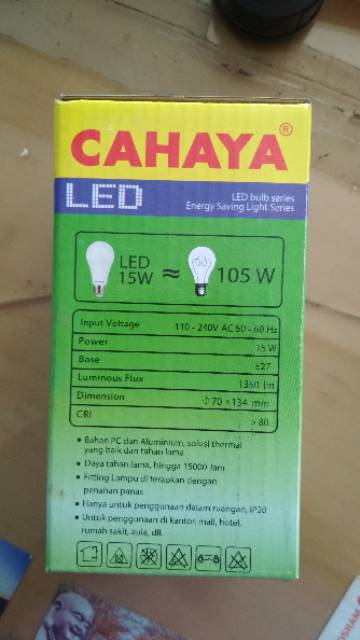 CAHAYA®
LED
LED bulb series
Energy Saving Light Series
LED 15W ≈ 105 W
Input Voltage 110 - 240V AC 50 - 60 Hz
Power 15 W
Base E27
Luminous Flux 1350 lm
Dimension Φ 70 × 134 mm
CRI > 80
• Bahan PC dan Aluminium, solusi thermal
yang baik dan tahan lama
• Daya tahan lama, hingga 15000 Jam
• Fitting Lampu di terapkan dengan
penahan panas
• Hanya untuk penggunaan dalam ruangan, IP20
• Untuk penggunaan di kantor, mall, hotel,
rumah sakit, aula, dll.